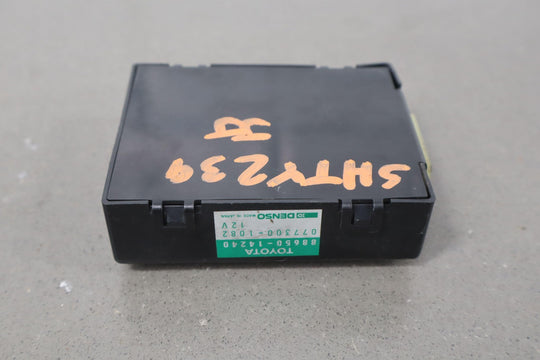 SHTY239
TOYOTA
88650-14240
077300-1082
12V
DENSO MADE IN JAPAN